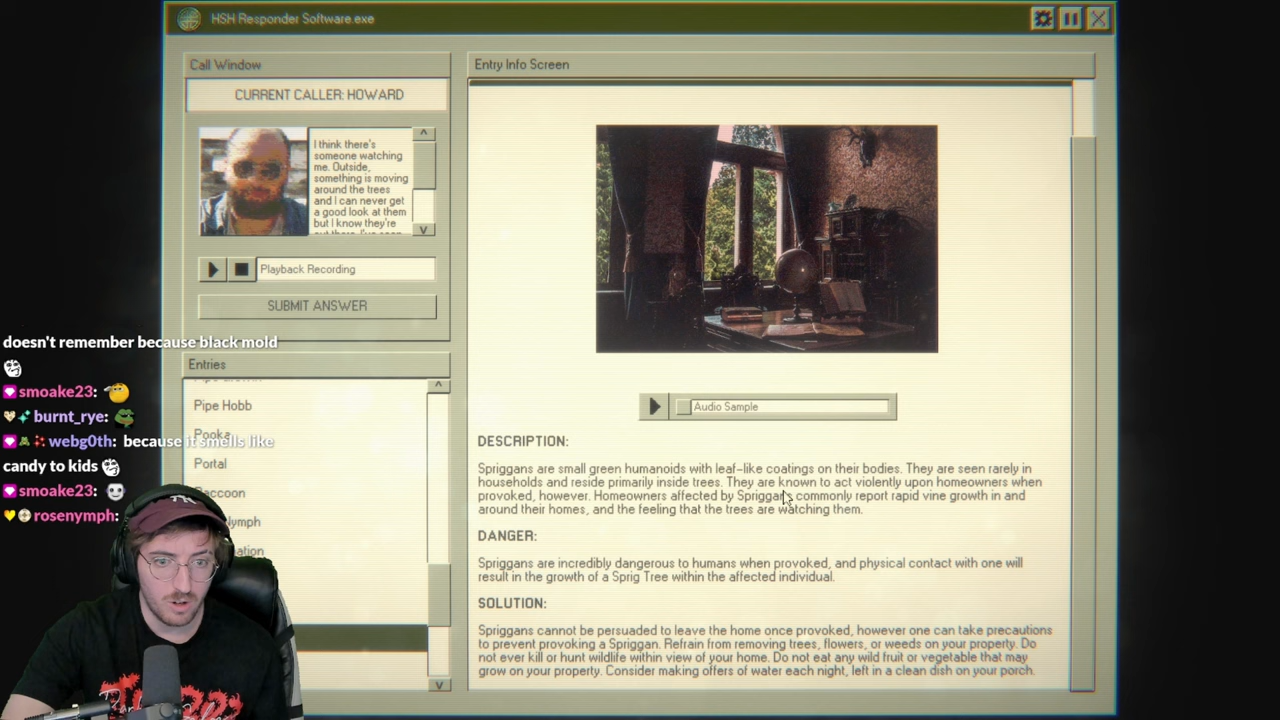 HSH Responder Software.exe
Call Window
CURRENT CALLER: HOWARD
I think there's
someone watching
me. Outside,
something is moving
around the trees
and I can never get
a good look at them
but I know they're
Playback Recording
SUBMIT ANSWER
Entries
Pipe Hobb
Pooka
Portal
Raccoon
Entry Info Screen
Audio Sample
DESCRIPTION:
Spriggans are small green humanoids with leaf-like coatings on their bodies. They are seen rarely in
households and reside primarily inside trees. They are known to act violently upon homeowners when
provoked, however. Homeowners affected by Spriggans commonly report rapid vine growth in and
around their homes, and the feeling that the trees are watching them.
DANGER:
Spriggans are incredibly dangerous to humans when provoked, and physical contact with one will
result in the growth of a Sprig Tree within the affected individual.
SOLUTION:
Spriggans cannot be persuaded to leave the home once provoked, however one can take precautions
to prevent provoking a Spriggan. Refrain from removing trees, flowers, or weeds on your property. Do
not ever kill or hunt wildlife within view of your home. Do not eat any wild fruit or vegetable that may
grow on your property. Consider making offers of water each night, left in a clean dish on your porch.
doesn't remember because black mold
smoake23:
burnt_rye:
webg0th: because it smells like
candy to kids
smoake23:
rosenymph: